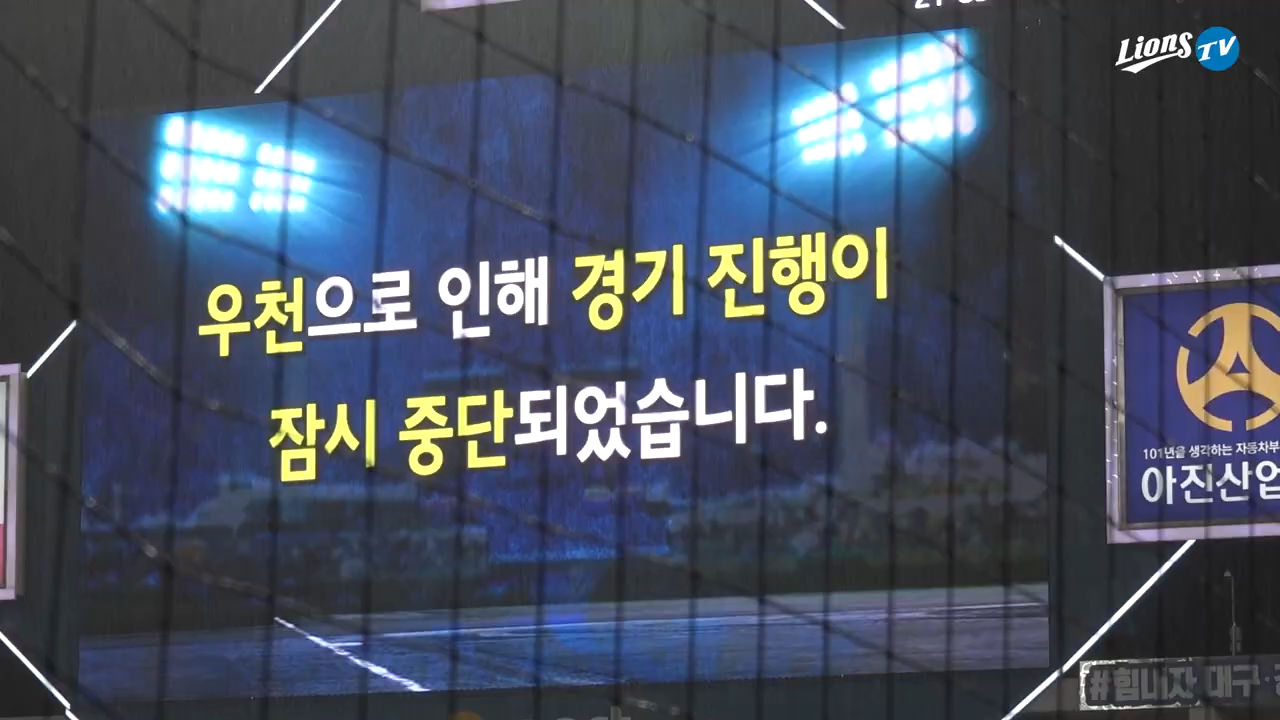 Lions TV
우천으로 인해 경기 진행이
잠시 중단되었습니다.
101년을 생각하는 자동차부
아진산업
#힘내자 대구